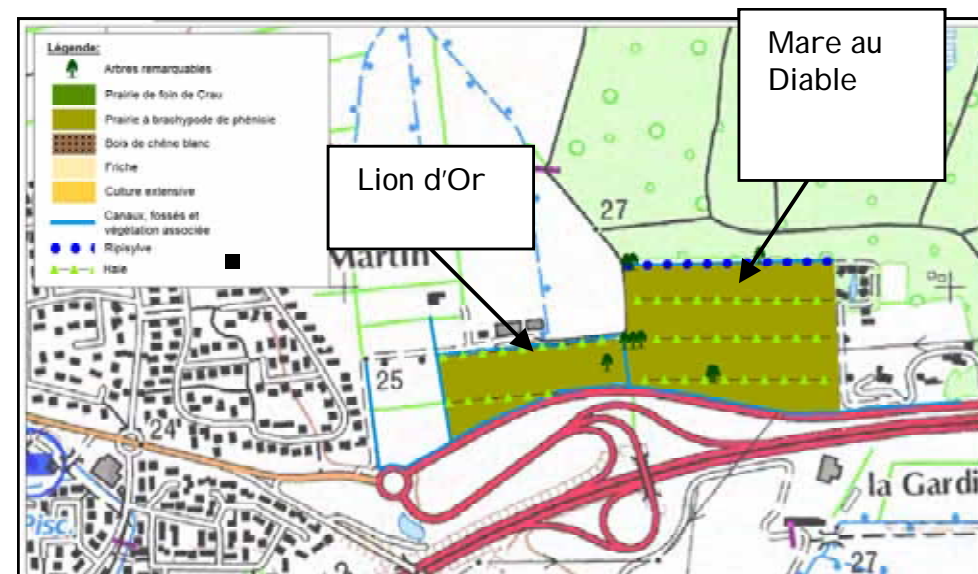 Légende:
Arbres remarquables
Prairie de foin de Crau
Prairie à brashypode de phénisie
Bois de chêne blanc
Friche
Culture extensive
Canaux, fossés et
végétation associée
Ripisylve
Haie
Mare au
Diable
Lion d'Or
27
Martin
25
24
la Gardi
Pisc.
27